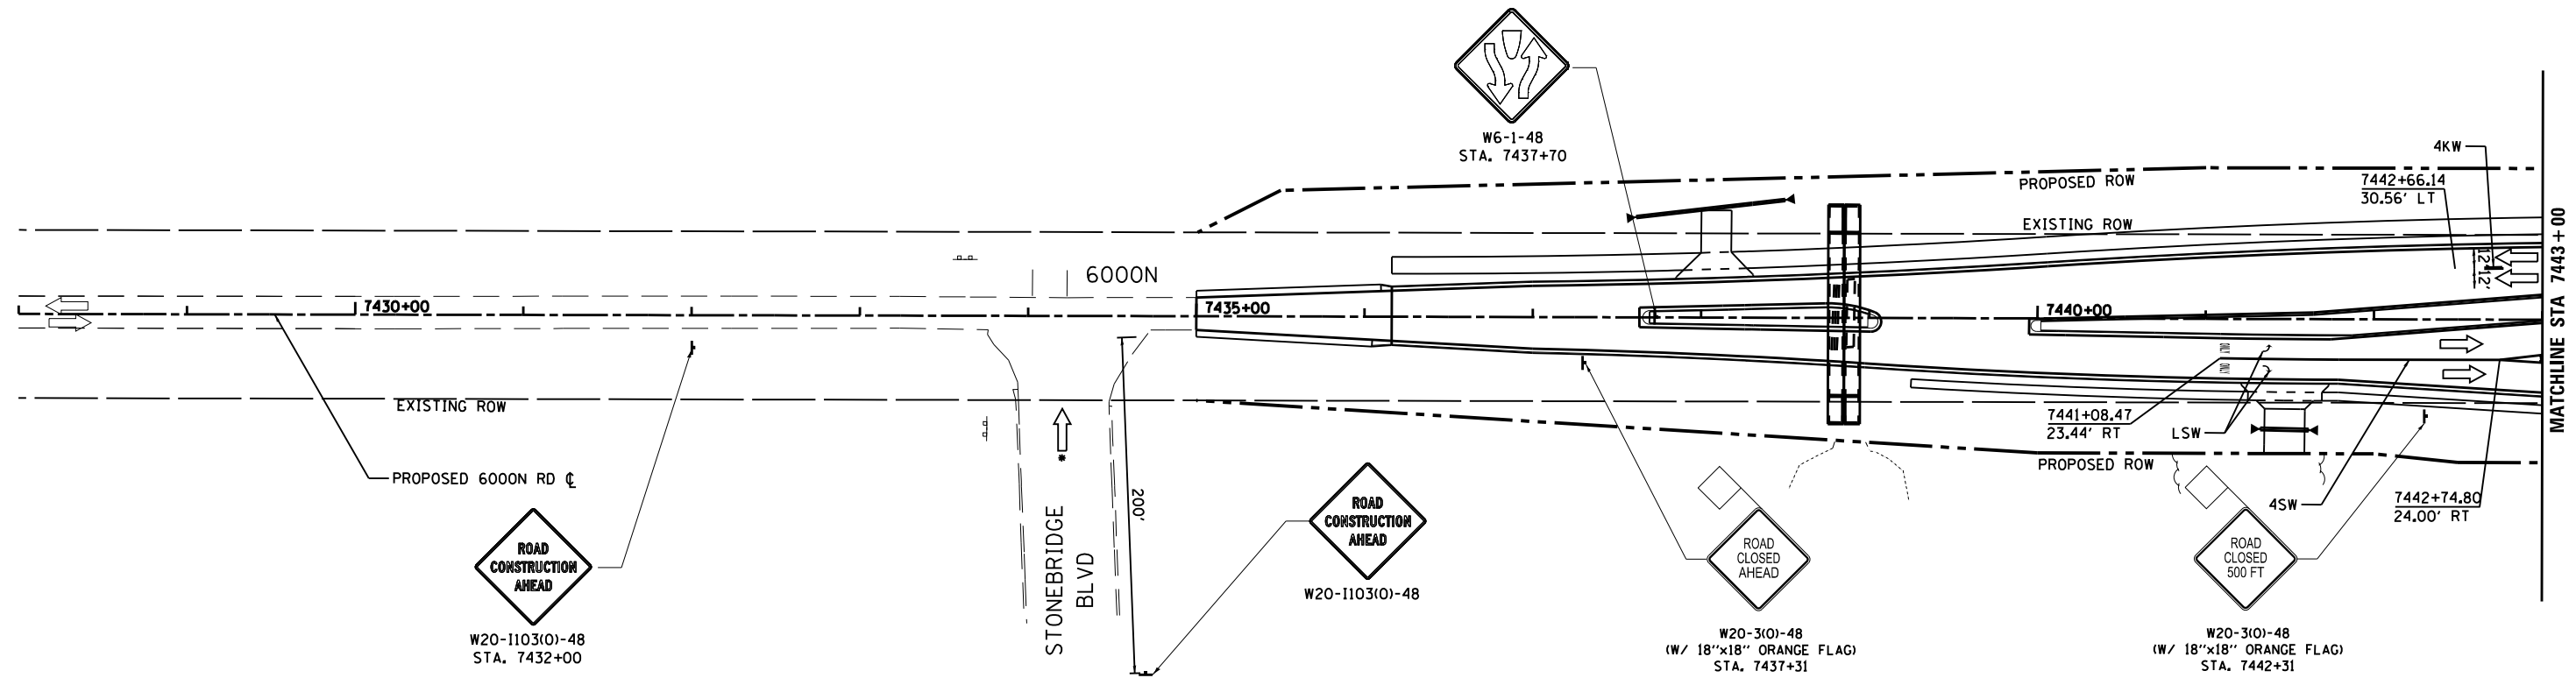 W6-1-48
STA. 7437+70
4KW
PROPOSED ROW
7442+66.14
30.56' LT
EXISTING ROW
MATCHLINE STA 7443+00
6000N
12'
12'
7430+00
7435+00
7440+00
ONLY
ONLY
EXISTING ROW
7441+08.47
23.44' RT
LSW
PROPOSED ROW
4SW
7442+74.80
24.00' RT
PROPOSED 6000N RD ℄
*
STONEBRIDGE
BLVD
200'
ROAD
CONSTRUCTION
AHEAD
W20-I103(O)-48
STA. 7432+00
ROAD
CONSTRUCTION
AHEAD
W20-I103(O)-48
ROAD
CLOSED
AHEAD
W20-3(O)-48
(W/ 18"x18" ORANGE FLAG)
STA. 7437+31
ROAD
CLOSED
500 FT
W20-3(O)-48
(W/ 18"x18" ORANGE FLAG)
STA. 7442+31